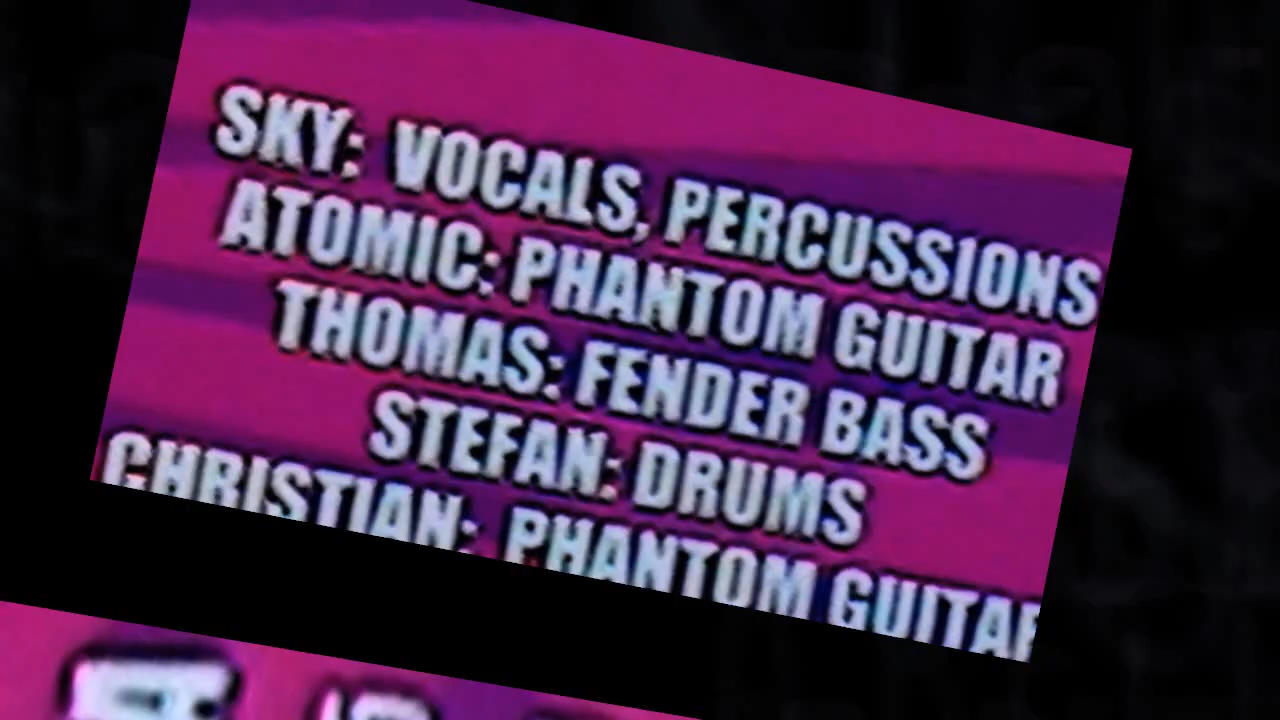 SKY: VOCALS, PERCUSSIONS
ATOMIC: PHANTOM GUITAR
THOMAS: FENDER BASS
STEFAN: DRUMS
CHRISTIAN: PHANTOM GUITAR